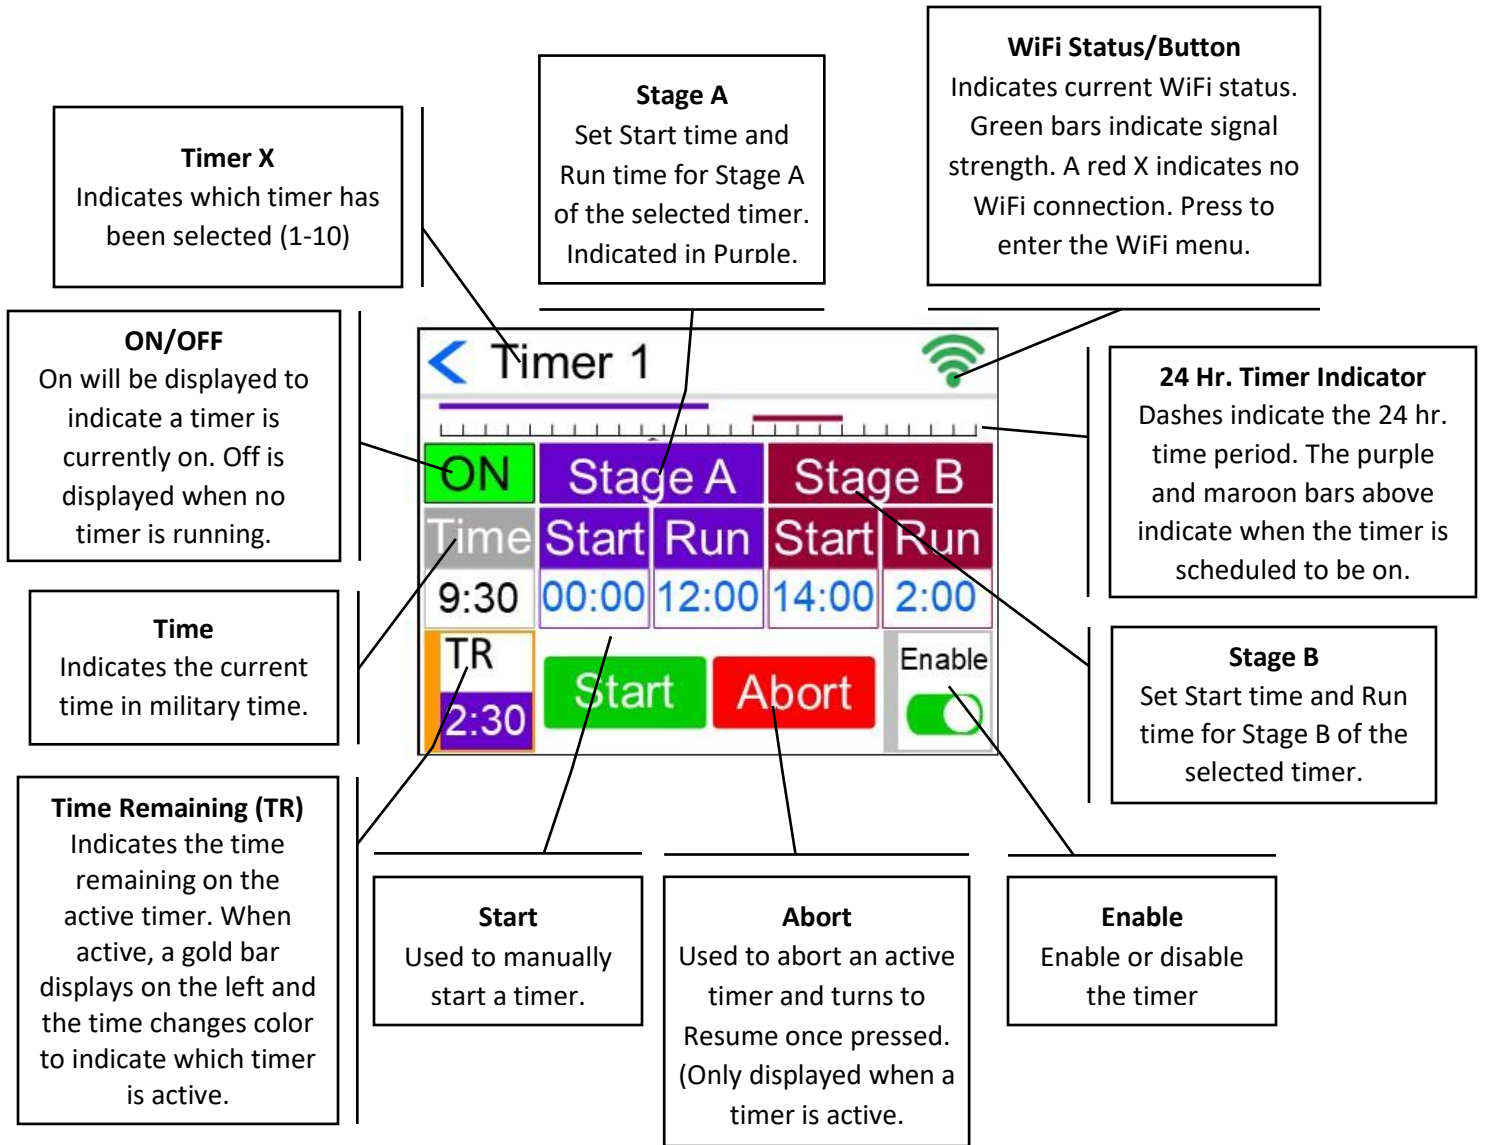 WiFi Status/Button
Indicates current WiFi status.
Green bars indicate signal
strength. A red X indicates no
WiFi connection. Press to
enter the WiFi menu.
Stage A
Set Start time and
Run time for Stage A
of the selected timer.
Indicated in Purple.
Timer X
Indicates which timer has
been selected (1-10)
ON/OFF
On will be displayed to
indicate a timer is
currently on. Off is
displayed when no
timer is running.
Timer 1
ON
Stage A
Stage B
Time
Start
Run
Start
Run
9:30
00:00
12:00
14:00
2:00
TR
2:30
Start
Abort
Enable
24 Hr. Timer Indicator
Dashes indicate the 24 hr.
time period. The purple
and maroon bars above
indicate when the timer is
scheduled to be on.
Time
Indicates the current
time in military time.
Stage B
Set Start time and Run
time for Stage B of the
selected timer.
Time Remaining (TR)
Indicates the time
remaining on the
active timer. When
active, a gold bar
displays on the left and
the time changes color
to indicate which timer
is active.
Start
Used to manually
start a timer.
Abort
Used to abort an active
timer and turns to
Resume once pressed.
(Only displayed when a
timer is active.
Enable
Enable or disable
the timer